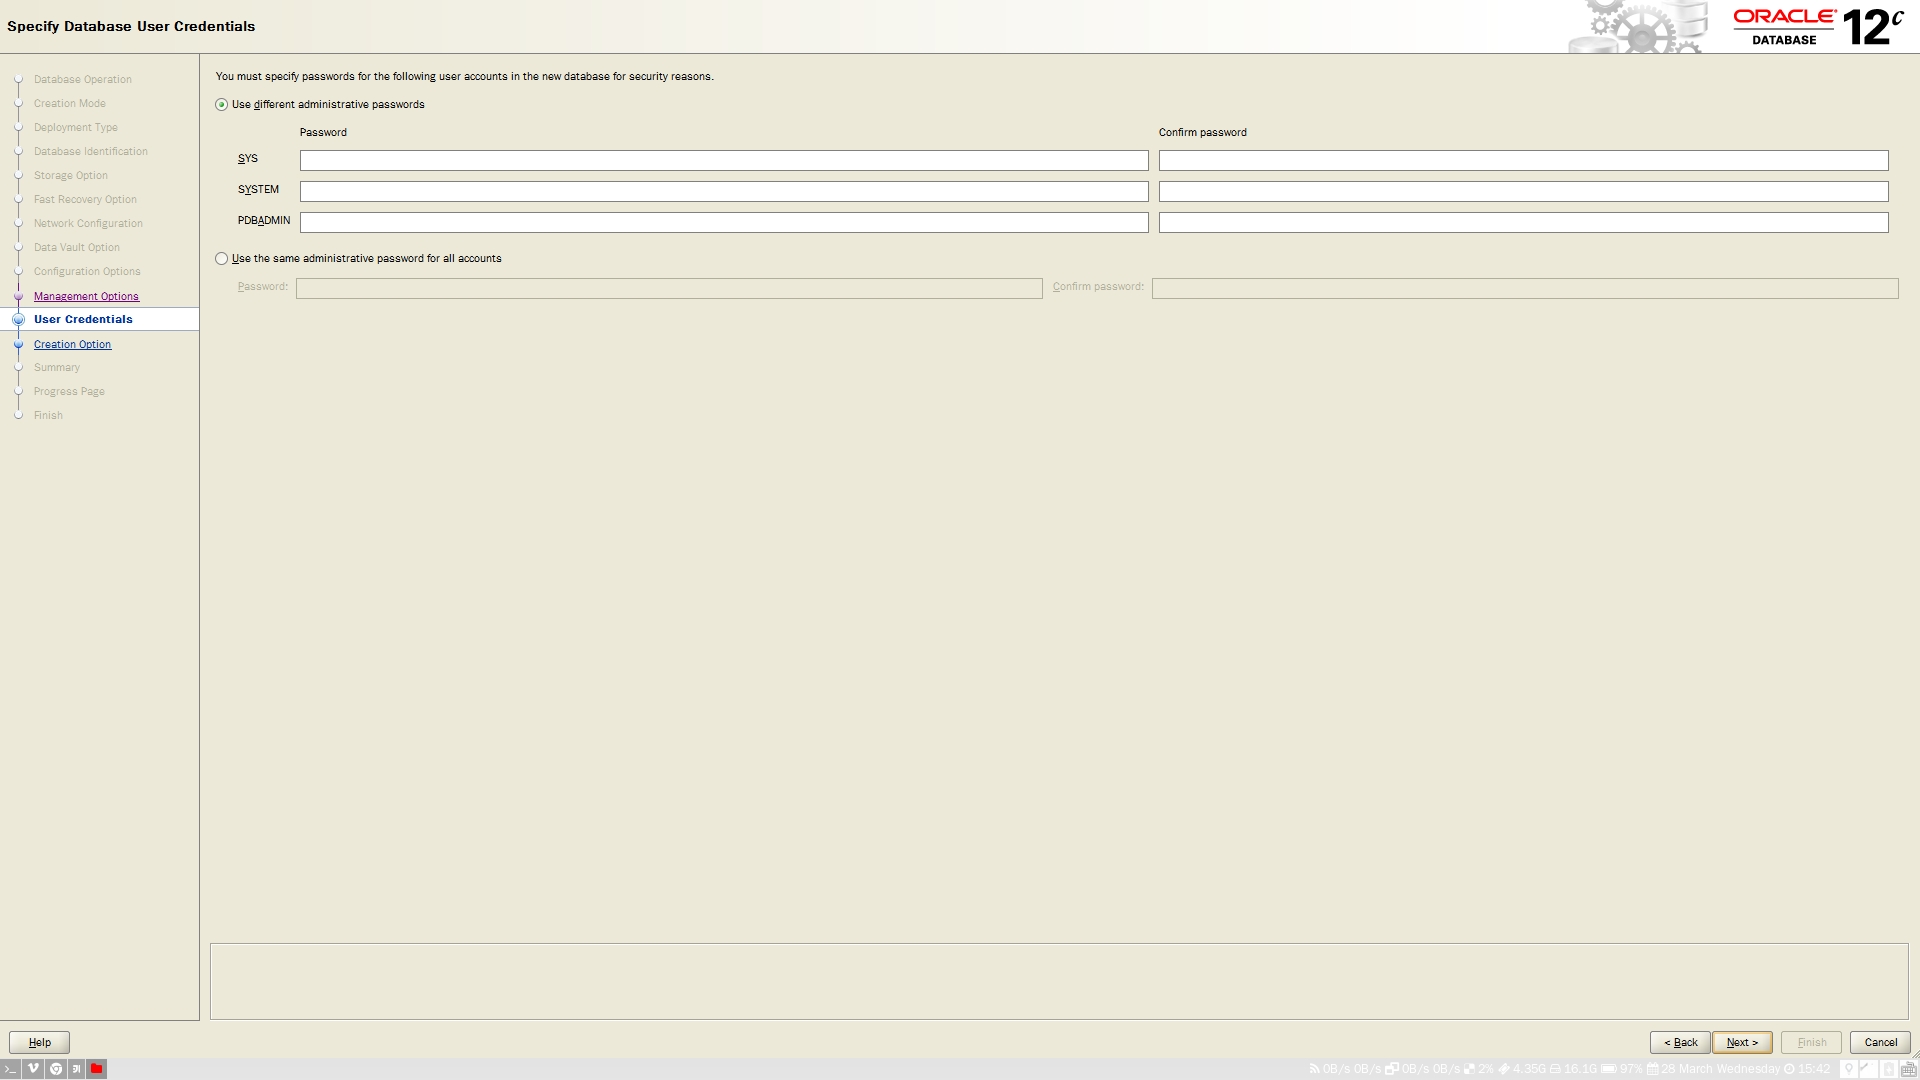 Specify Database User Credentials
ORACLE
DATABASE
12c
Database Operation
Creation Mode
Deployment Type
Database Identification
Storage Option
Fast Recovery Option
Network Configuration
Data Vault Option
Configuration Options
Management Options
User Credentials
Creation Option
Summary
Progress Page
Finish
You must specify passwords for the following user accounts in the new database for security reasons.
Use different administrative passwords
Password Confirm password
SYS
SYSTEM
PDBADMIN
Use the same administrative password for all accounts
Password: Confirm password:
Help
< Back Next > Finish Cancel
0B/s 0B/s 0B/s 0B/s 2% 4.35G 16.1G 97% 28 March Wednesday 15:42